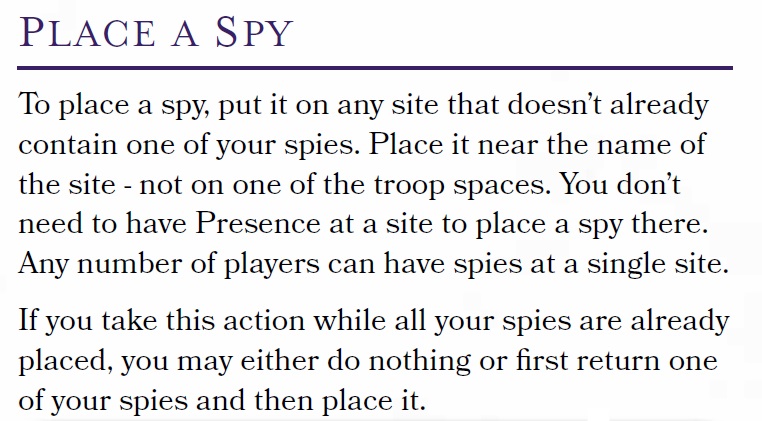 PLACE A SPY
To place a spy, put it on any site that doesn't already
contain one of your spies. Place it near the name of
the site - not on one of the troop spaces. You don't
need to have Presence at a site to place a spy there.
Any number of players can have spies at a single site.
If you take this action while all your spies are already
placed, you may either do nothing or first return one
of your spies and then place it.